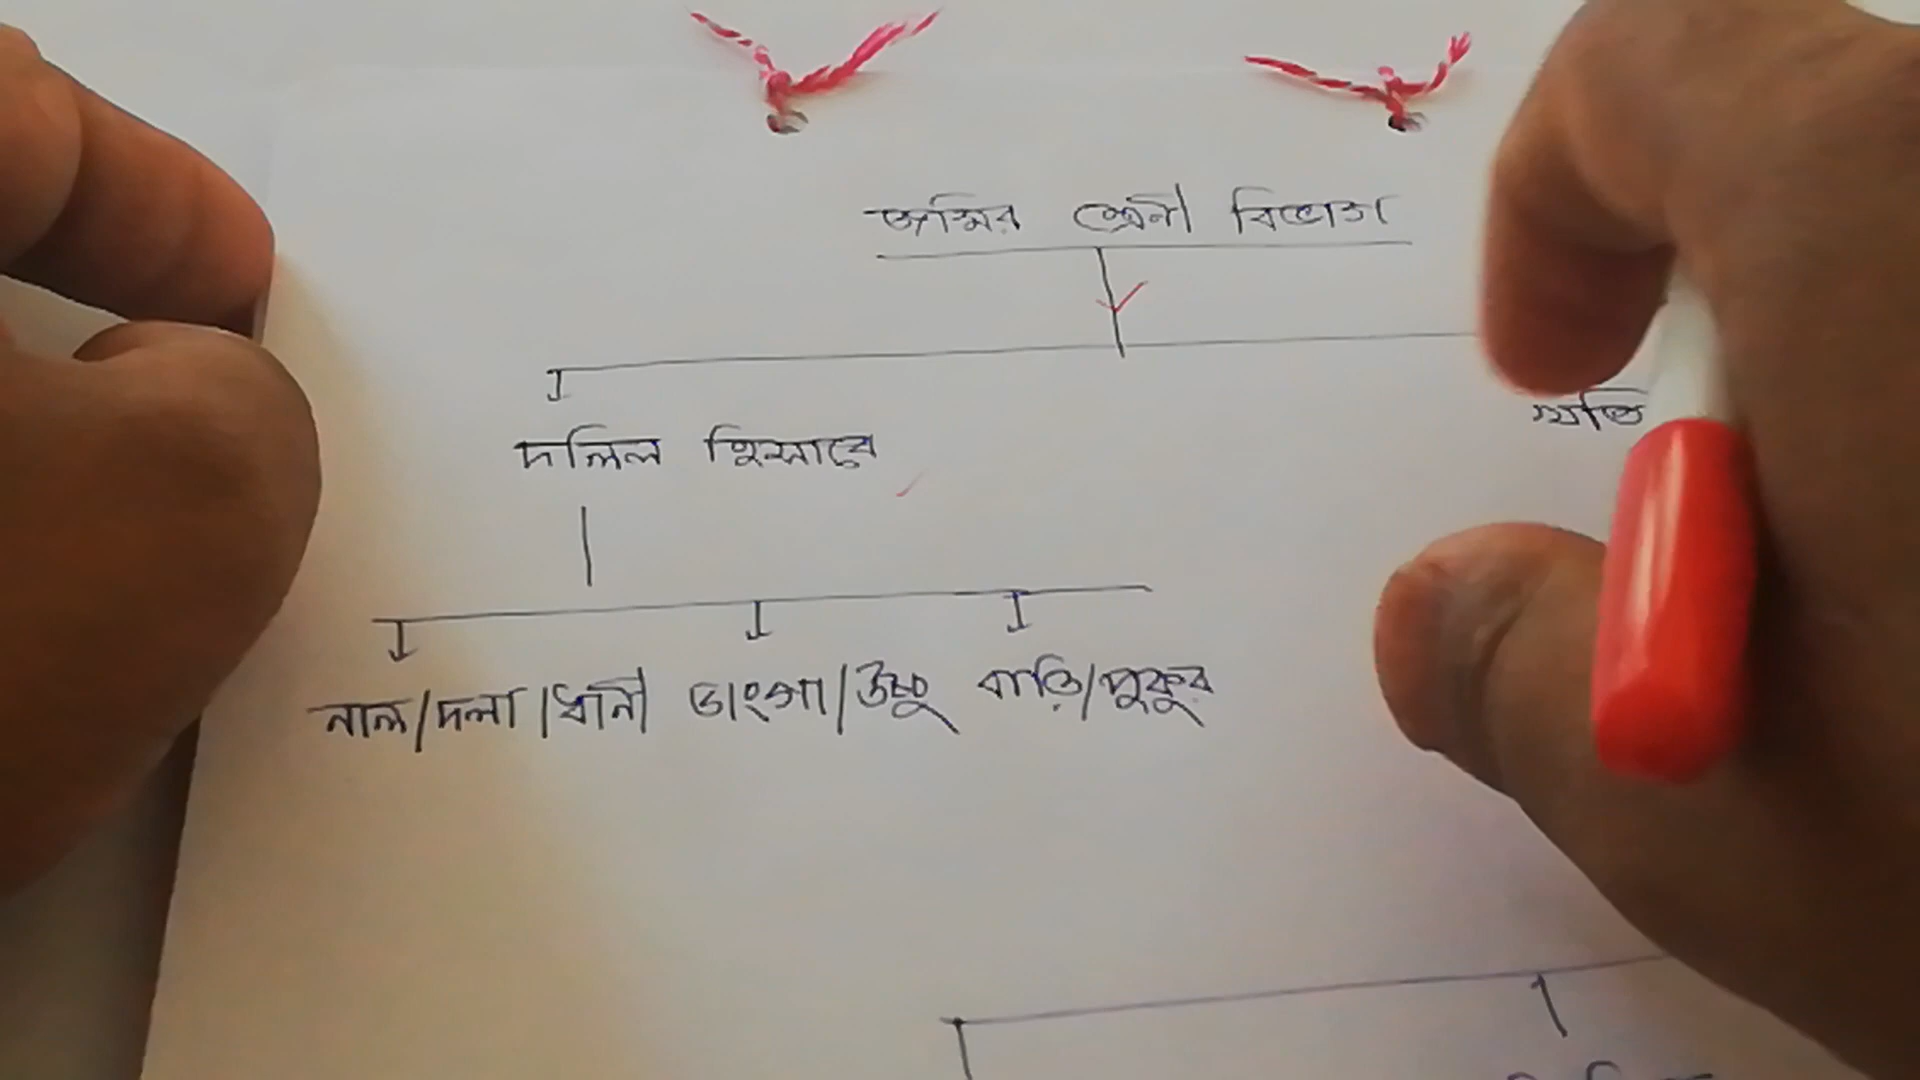 জমির শ্রেনী বিভাগ
দলিল হিসাবে
নাল/দলা/ধানী ডাংগা/উচ্চু বাড়ি/পুকুর